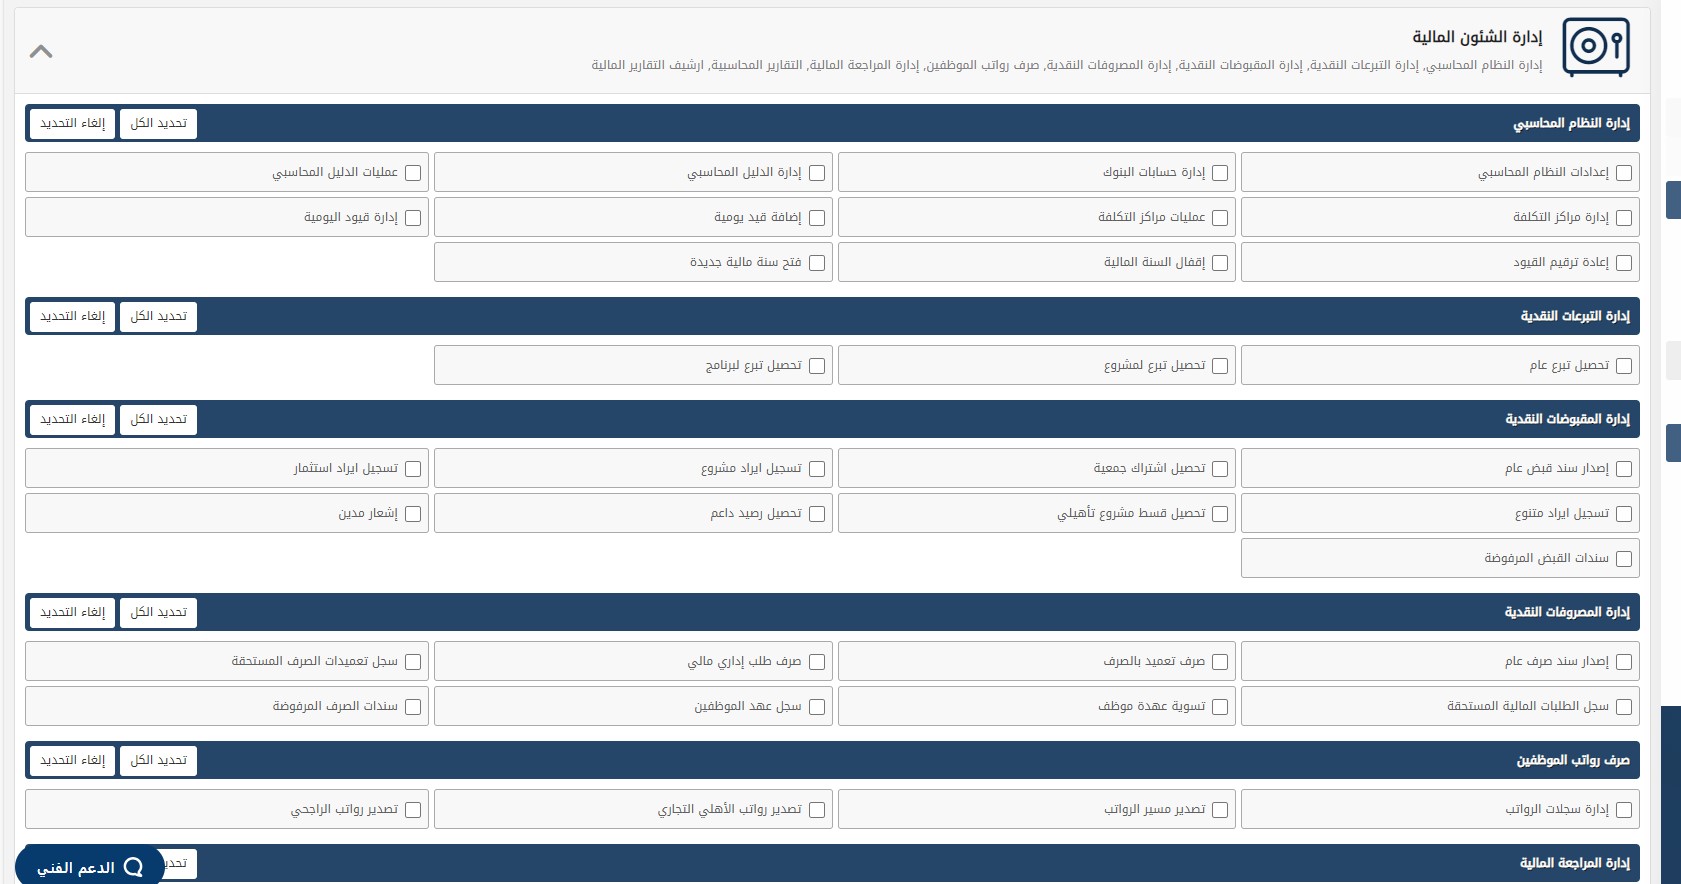 إدارة الشئون المالية
إدارة النظام المحاسبي, إدارة التبرعات النقدية, إدارة المقبوضات النقدية, إدارة المصروفات النقدية, صرف رواتب الموظفين, إدارة المراجعة المالية, التقارير المحاسبية, ارشيف التقارير المالية
إدارة النظام المحاسبي تحديد الكل إلغاء التحديد
إعدادات النظام المحاسبي إدارة حسابات البنوك إدارة الدليل المحاسبي عمليات الدليل المحاسبي
إدارة مراكز التكلفة عمليات مراكز التكلفة إضافة قيد يومية إدارة قيود اليومية
إعادة ترقيم القيود إقفال السنة المالية فتح سنة مالية جديدة
إدارة التبرعات النقدية تحديد الكل إلغاء التحديد
تحصيل تبرع عام تحصيل تبرع لمشروع تحصيل تبرع لبرنامج
إدارة المقبوضات النقدية تحديد الكل إلغاء التحديد
إصدار سند قبض عام تحصيل اشتراك جمعية تسجيل ايراد مشروع تسجيل ايراد استثمار
تسجيل ايراد متنوع تحصيل قسط مشروع تأهيلي تحصيل رصيد داعم إشعار مدين
سندات القبض المرفوضة
إدارة المصروفات النقدية تحديد الكل إلغاء التحديد
إصدار سند صرف عام صرف تعميد بالصرف صرف طلب إداري مالي سجل تعميدات الصرف المستحقة
سجل الطلبات المالية المستحقة تسوية عهدة موظف سجل عهد الموظفين سندات الصرف المرفوضة
صرف رواتب الموظفين تحديد الكل إلغاء التحديد
إدارة سجلات الرواتب تصدير مسير الرواتب تصدير رواتب الأهلي التجاري تصدير رواتب الراجحي
إدارة المراجعة المالية تحديد
الدعم الفني